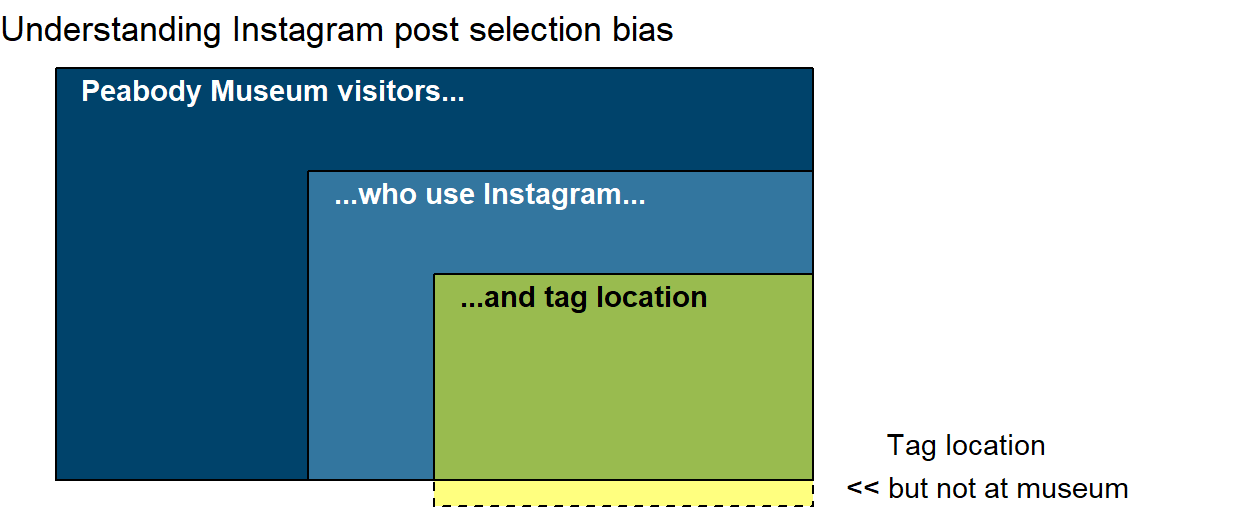 Understanding Instagram post selection bias
Peabody Museum visitors...
...who use Instagram...
...and tag location
Tag location
<< but not at museum